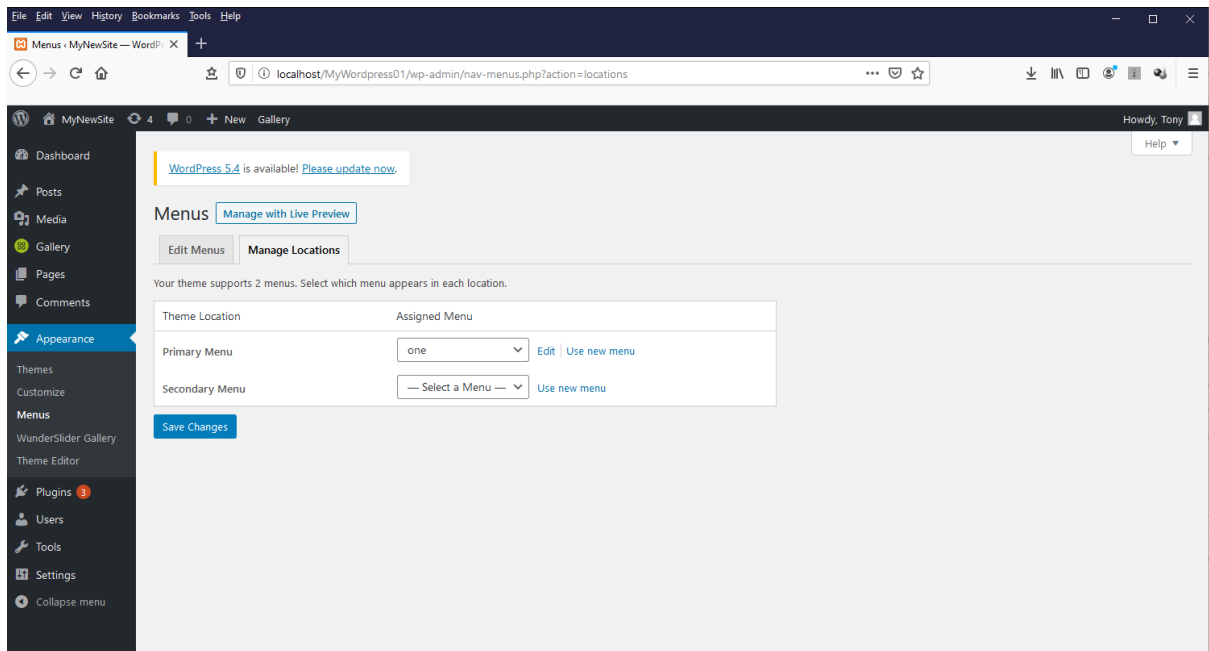 File Edit View History Bookmarks Tools Help
Menus ‹ MyNewSite — WordPr
localhost/MyWordpress01/wp-admin/nav-menus.php?action=locations
MyNewSite 4 0 New Gallery Howdy, Tony
Help
Dashboard
Posts
Media
Gallery
Pages
Comments
Appearance
Themes
Customize
Menus
WunderSlider Gallery
Theme Editor
Plugins 3
Users
Tools
Settings
Collapse menu
WordPress 5.4 is available! Please update now.
Menus Manage with Live Preview
Edit Menus Manage Locations
Your theme supports 2 menus. Select which menu appears in each location.
Theme Location Assigned Menu
Primary Menu one Edit Use new menu
Secondary Menu — Select a Menu — Use new menu
Save Changes